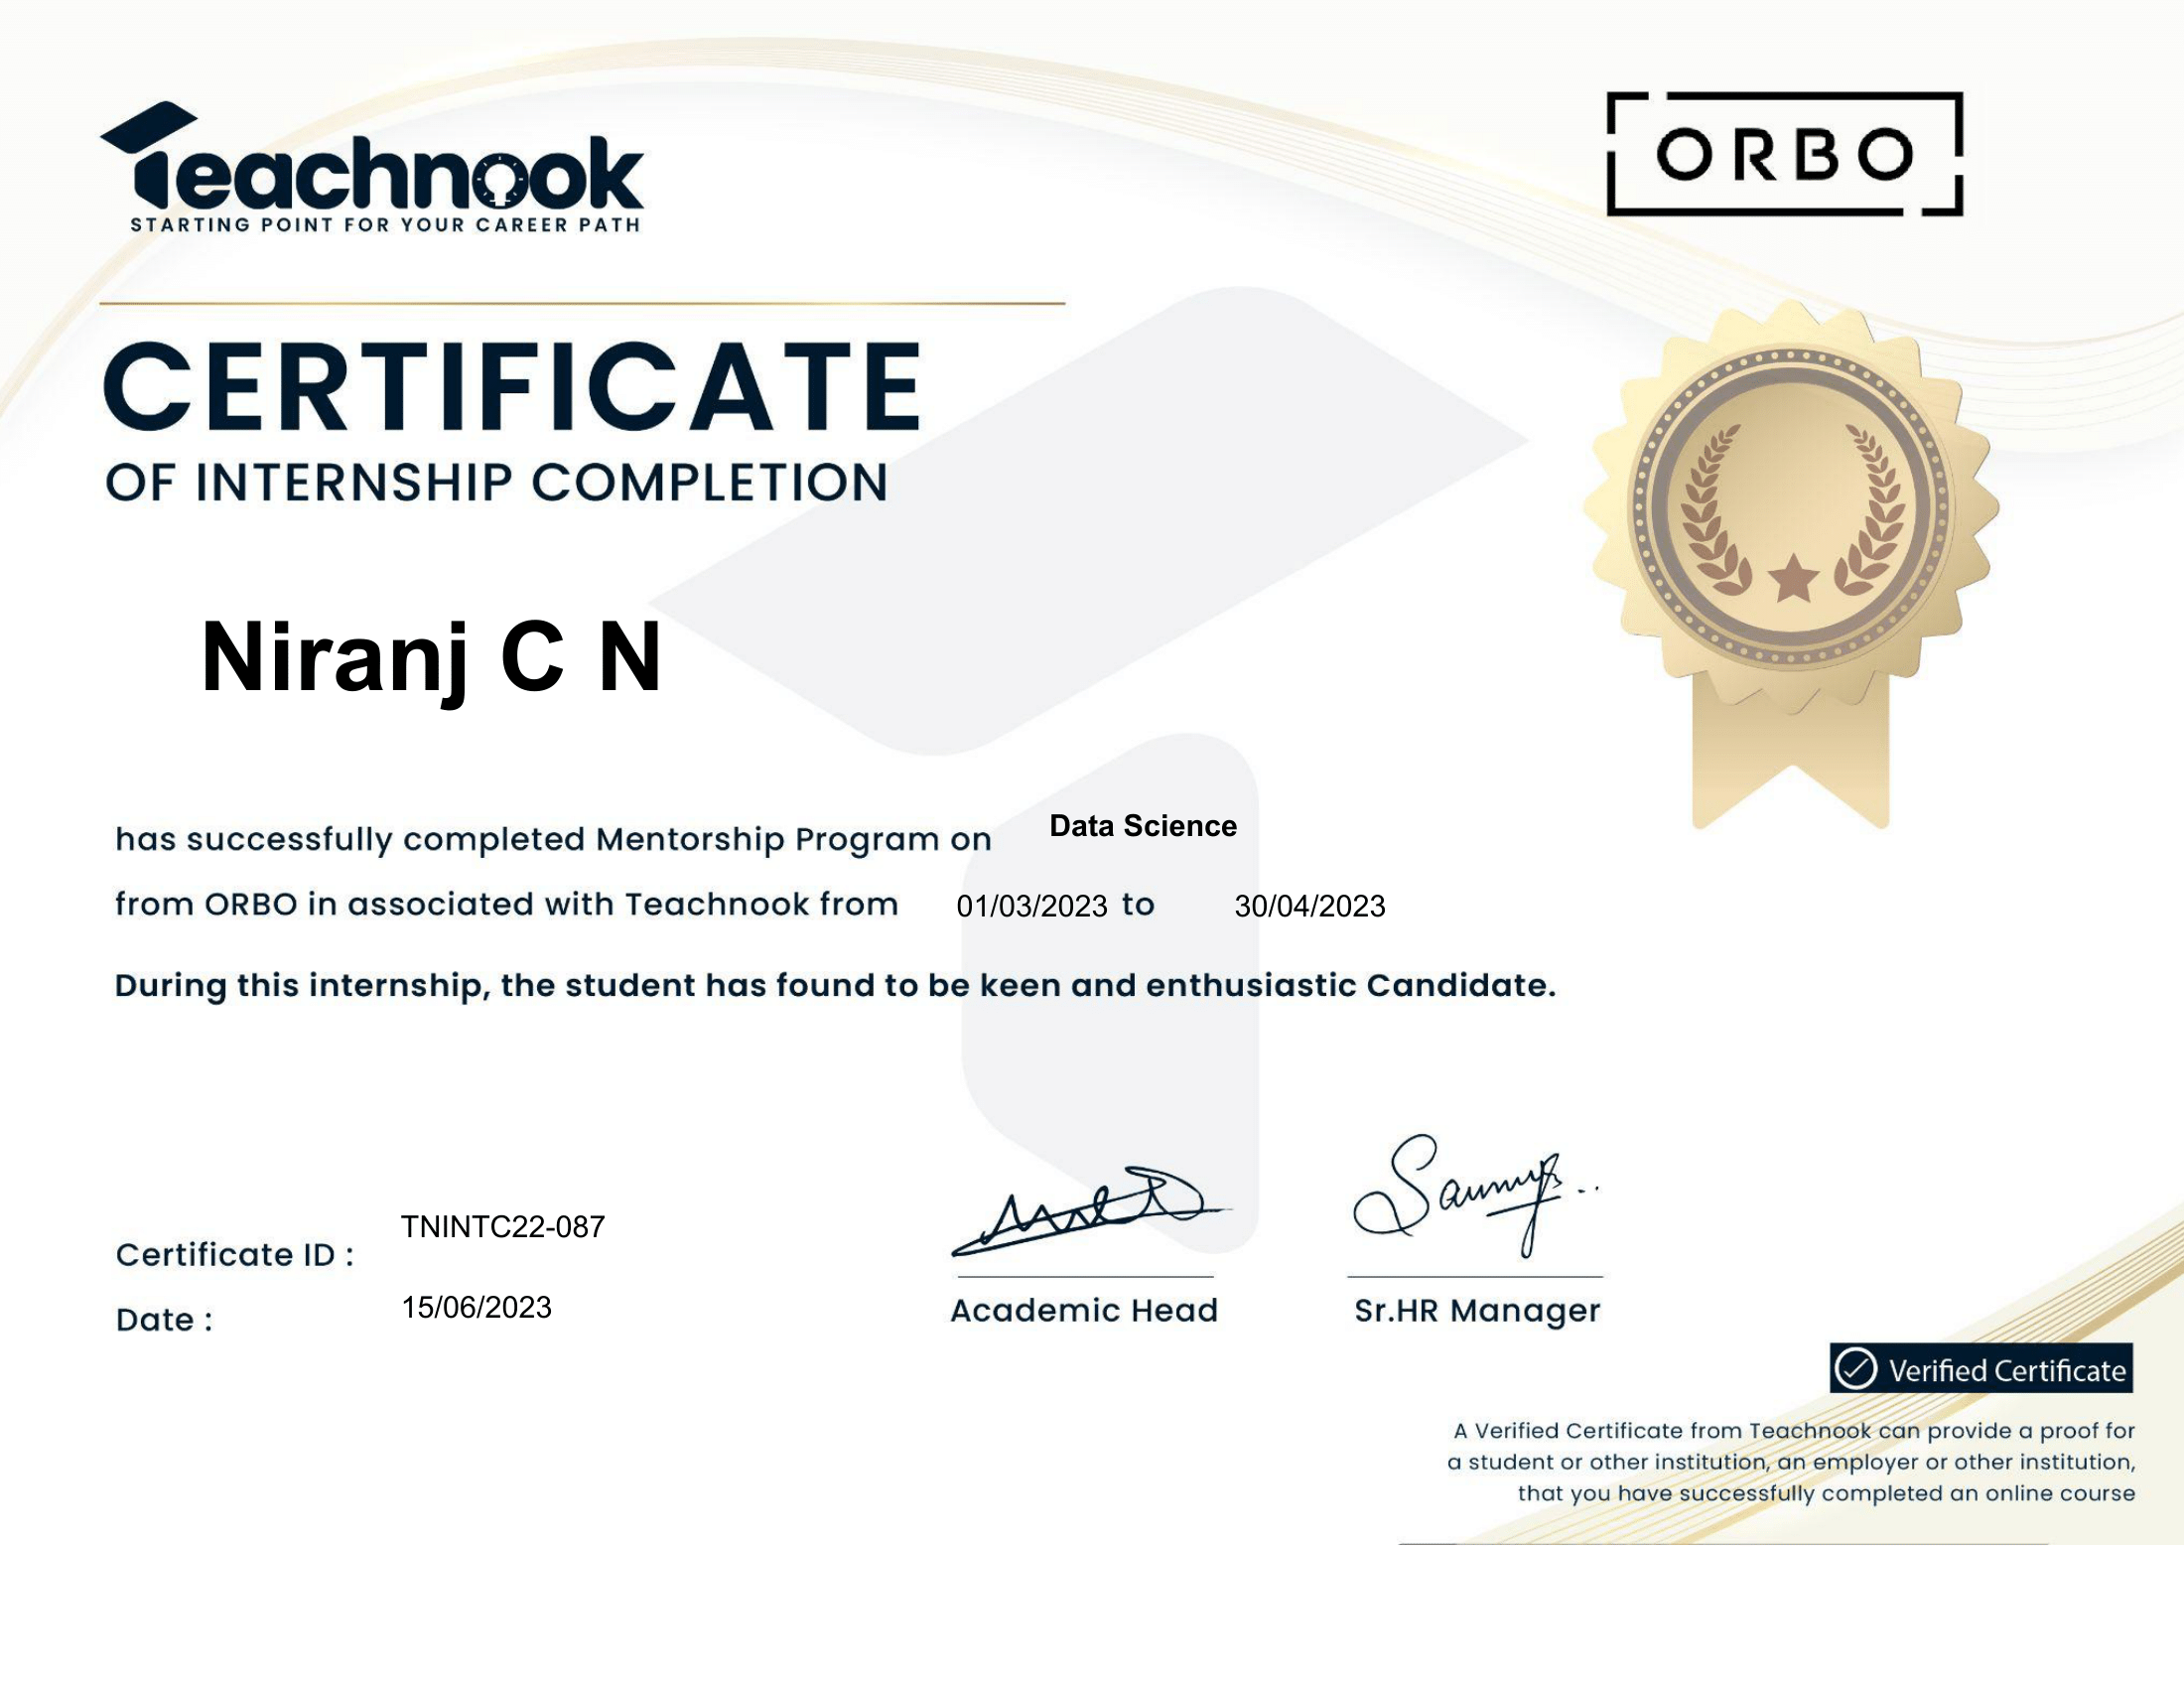 Teachnook
STARTING POINT FOR YOUR CAREER PATH
ORBO
CERTIFICATE
OF INTERNSHIP COMPLETION
Niranj C N
has successfully completed Mentorship Program on Data Science
from ORBO in associated with Teachnook from 01/03/2023 to 30/04/2023
During this internship, the student has found to be keen and enthusiastic Candidate.
Certificate ID : TNINTC22-087
Date : 15/06/2023
Academic Head
Sr.HR Manager
Verified Certificate
A Verified Certificate from Teachnook can provide a proof for
a student or other institution, an employer or other institution,
that you have successfully completed an online course